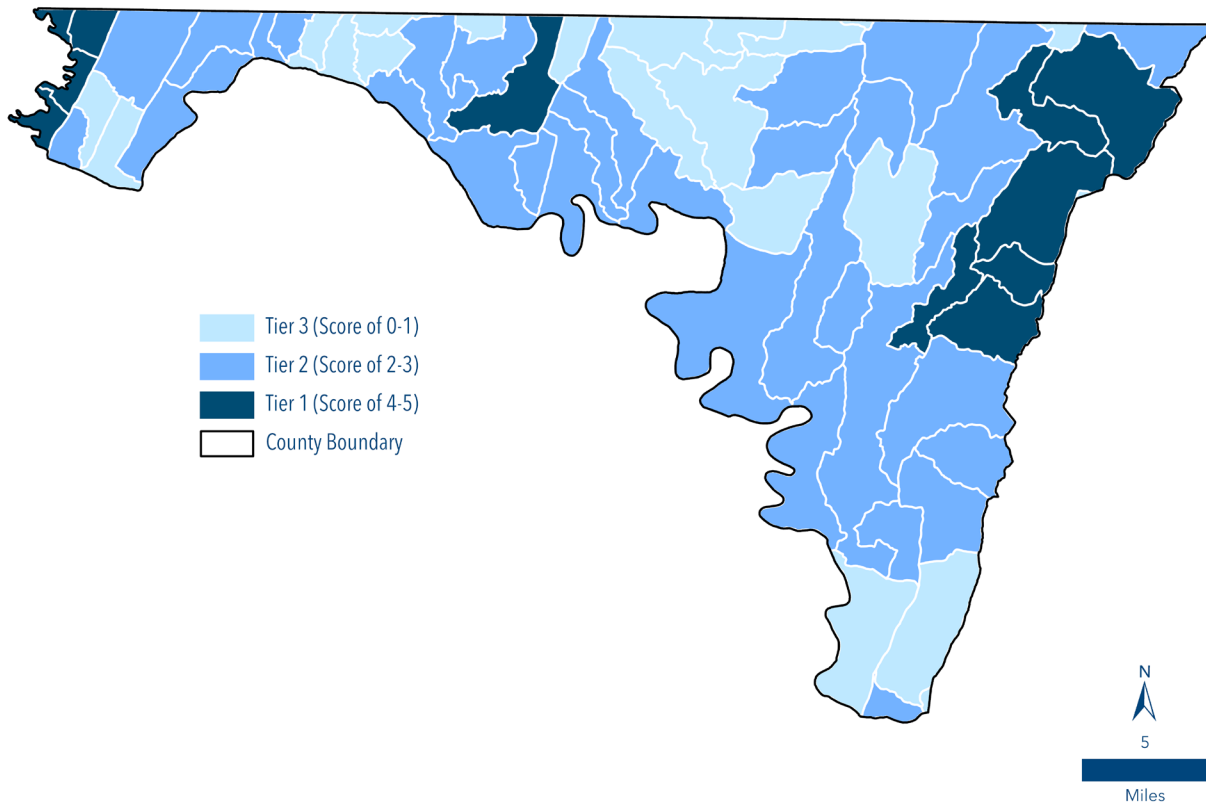 Tier 3 (Score of 0-1)
Tier 2 (Score of 2-3)
Tier 1 (Score of 4-5)
County Boundary
N
5
Miles